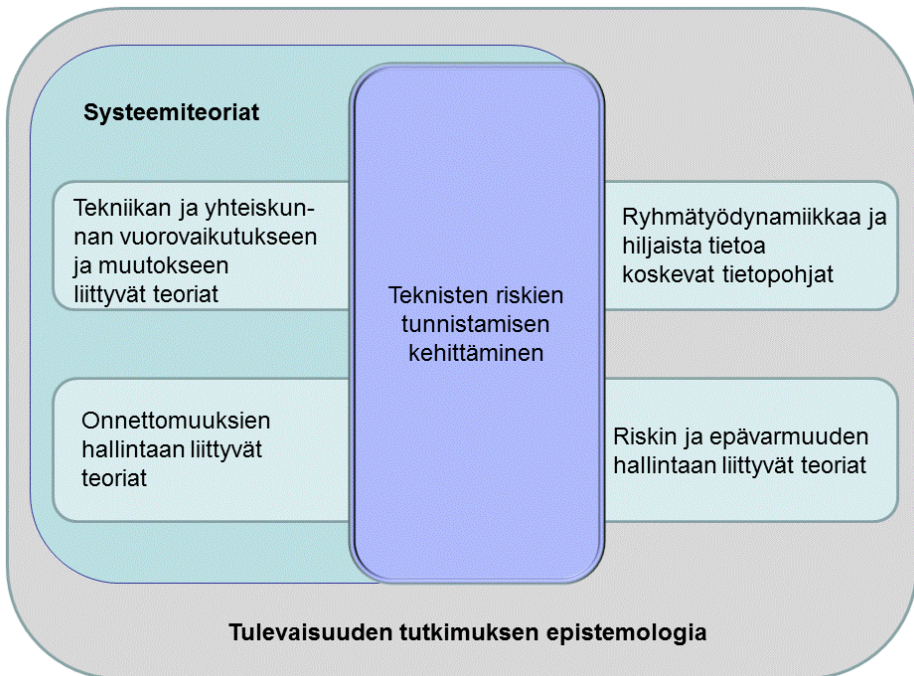 Systeemiteoriat
Tekniikan ja yhteiskun-
nan vuorovaikutukseen
ja muutokseen
liittyvät teoriat
Ryhmätyödynamiikkaa ja
hiljaista tietoa
koskevat tietopohjat
Teknisten riskien
tunnistamisen
kehittäminen
Onnettomuuksien
hallintaan liittyvät
teoriat
Riskin ja epävarmuuden
hallintaan liittyvät teoriat
Tulevaisuuden tutkimuksen epistemologia